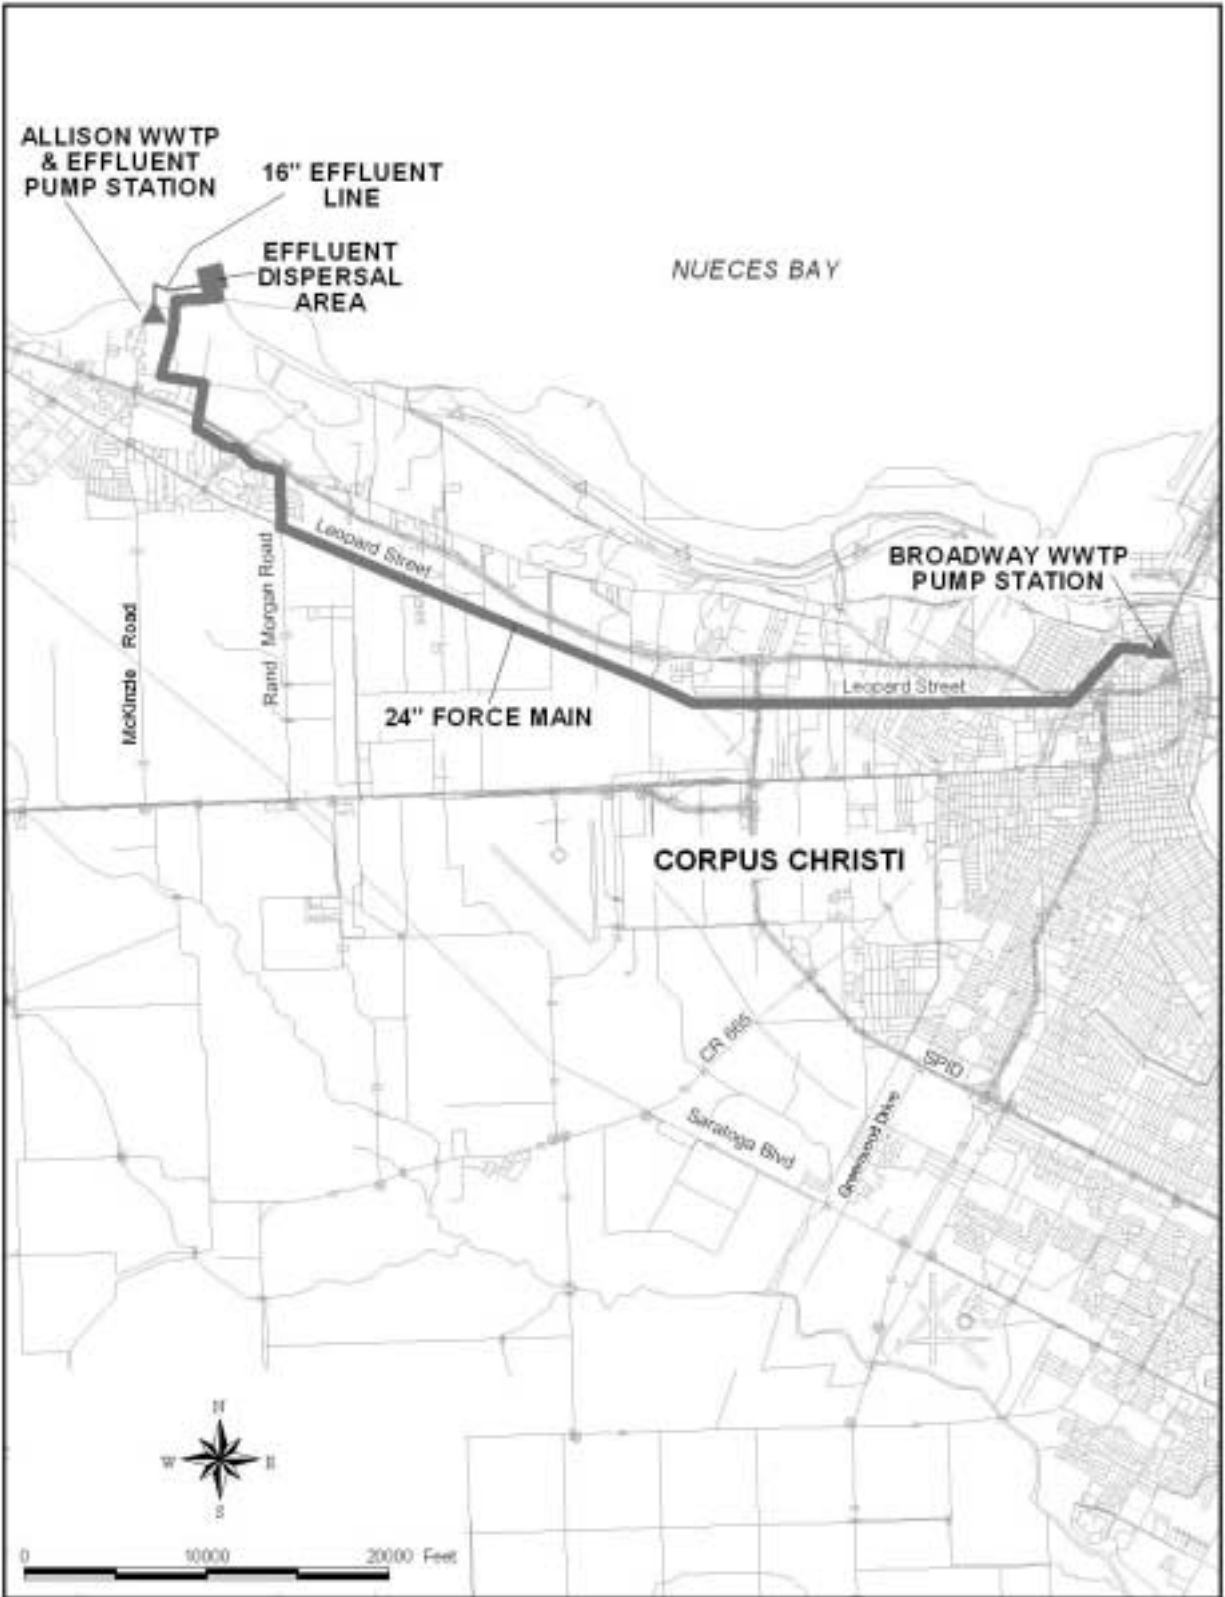 ALLISON WWTP
& EFFLUENT
PUMP STATION
16" EFFLUENT
LINE
EFFLUENT
DISPERSAL
AREA
NUECES BAY
Leopard Street
BROADWAY WWTP
PUMP STATION
McKinzie Road
Rand Morgan Road
Leopard Street
24" FORCE MAIN
CORPUS CHRISTI
CR 665
SPID
Saratoga Blvd
Greenwood Drive
N
W
E
S
0 10000 20000 Feet